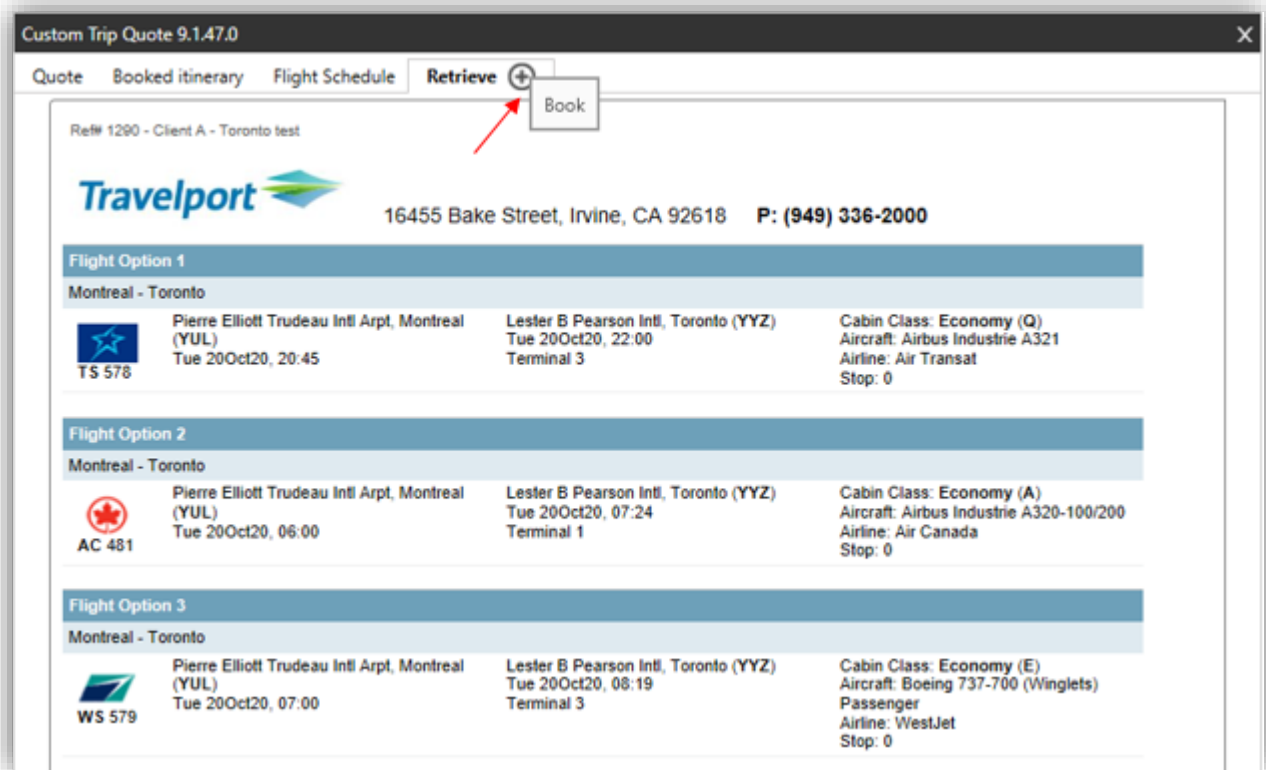 Custom Trip Quote 9.1.47.0
Quote Booked itinerary Flight Schedule Retrieve
Book
Ref# 1290 - Client A - Toronto test
Travelport
16455 Bake Street, Irvine, CA 92618 P: (949) 336-2000
Flight Option 1
Montreal - Toronto
Pierre Elliott Trudeau Intl Arpt, Montreal Lester B Pearson Intl, Toronto (YYZ) Cabin Class: Economy (Q)
(YUL) Tue 20Oct20, 22:00 Aircraft: Airbus Industrie A321
Tue 20Oct20, 20:45 Terminal 3 Airline: Air Transat
TS 578 Stop: 0
Flight Option 2
Montreal - Toronto
Pierre Elliott Trudeau Intl Arpt, Montreal Lester B Pearson Intl, Toronto (YYZ) Cabin Class: Economy (A)
(YUL) Tue 20Oct20, 07:24 Aircraft: Airbus Industrie A320-100/200
Tue 20Oct20, 06:00 Terminal 1 Airline: Air Canada
AC 481 Stop: 0
Flight Option 3
Montreal - Toronto
Pierre Elliott Trudeau Intl Arpt, Montreal Lester B Pearson Intl, Toronto (YYZ) Cabin Class: Economy (E)
(YUL) Tue 20Oct20, 08:19 Aircraft: Boeing 737-700 (Winglets)
Tue 20Oct20, 07:00 Terminal 3 Passenger
WS 579 Airline: WestJet
Stop: 0